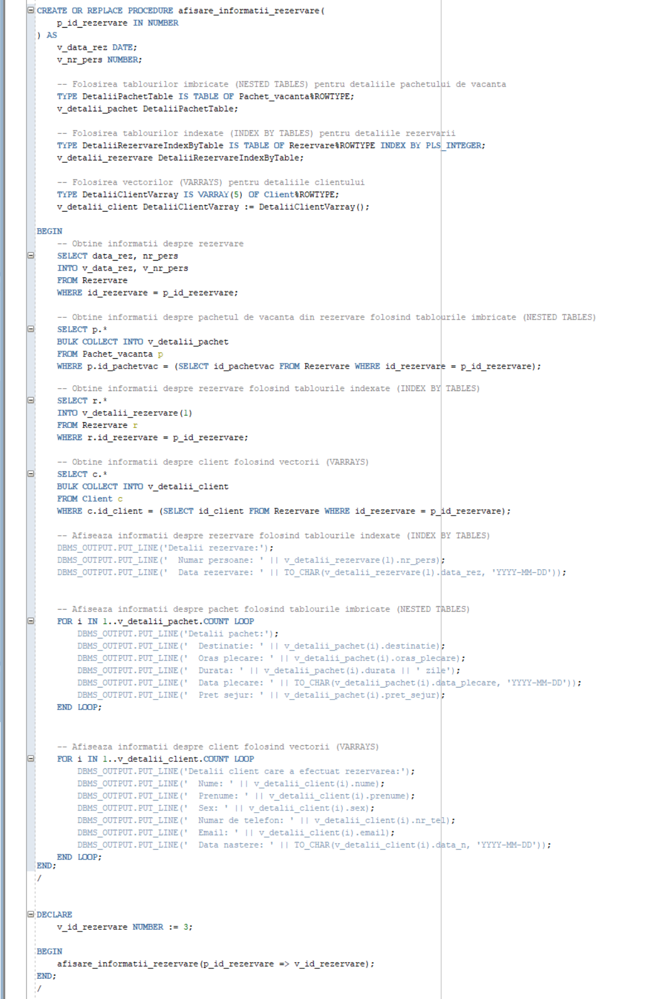 CREATE OR REPLACE PROCEDURE afisare_informatii_rezervare(
    p_id_rezervare IN NUMBER
) AS
    v_data_rez DATE;
    v_nr_pers NUMBER;

    -- Folosirea tablourilor imbricate (NESTED TABLES) pentru detaliile pachetului de vacanta
    TYPE DetaliiPachetTable IS TABLE OF Pachet_vacanta%ROWTYPE;
    v_detalii_pachet DetaliiPachetTable;

    -- Folosirea tablourilor indexate (INDEX BY TABLES) pentru detaliile rezervarii
    TYPE DetaliiRezervareIndexByTable IS TABLE OF Rezervare%ROWTYPE INDEX BY PLS_INTEGER;
    v_detalii_rezervare DetaliiRezervareIndexByTable;

    -- Folosirea vectorilor (VARRAYS) pentru detaliile clientului
    TYPE DetaliiClientVarray IS VARRAY(5) OF Client%ROWTYPE;
    v_detalii_client DetaliiClientVarray := DetaliiClientVarray();

BEGIN
    -- Obtine informatii despre rezervare
    SELECT data_rez, nr_pers
    INTO v_data_rez, v_nr_pers
    FROM Rezervare
    WHERE id_rezervare = p_id_rezervare;

    -- Obtine informatii despre pachetul de vacanta din rezervare folosind tablourile imbricate (NESTED TABLES)
    SELECT p.*
    BULK COLLECT INTO v_detalii_pachet
    FROM Pachet_vacanta p
    WHERE p.id_pachetvac = (SELECT id_pachetvac FROM Rezervare WHERE id_rezervare = p_id_rezervare);

    -- Obtine informatii despre rezervare folosind tablourile indexate (INDEX BY TABLES)
    SELECT r.*
    INTO v_detalii_rezervare(1)
    FROM Rezervare r
    WHERE r.id_rezervare = p_id_rezervare;

    -- Obtine informatii despre client folosind vectorii (VARRAYS)
    SELECT c.*
    BULK COLLECT INTO v_detalii_client
    FROM Client c
    WHERE c.id_client = (SELECT id_client FROM Rezervare WHERE id_rezervare = p_id_rezervare);

    -- Afiseaza informatii despre rezervare folosind tablourile indexate (INDEX BY TABLES)
    DBMS_OUTPUT.PUT_LINE('Detalii rezervare:');
    DBMS_OUTPUT.PUT_LINE('  Numar persoane: ' || v_detalii_rezervare(1).nr_pers);
    DBMS_OUTPUT.PUT_LINE('  Data rezervare: ' || TO_CHAR(v_detalii_rezervare(1).data_rez, 'YYYY-MM-DD'));


    -- Afiseaza informatii despre pachet folosind tablourile imbricate (NESTED TABLES)
    FOR i IN 1..v_detalii_pachet.COUNT LOOP
        DBMS_OUTPUT.PUT_LINE('Detalii pachet:');
        DBMS_OUTPUT.PUT_LINE('  Destinatie: ' || v_detalii_pachet(i).destinatie);
        DBMS_OUTPUT.PUT_LINE('  Oras plecare: ' || v_detalii_pachet(i).oras_plecare);
        DBMS_OUTPUT.PUT_LINE('  Durata: ' || v_detalii_pachet(i).durata || ' zile');
        DBMS_OUTPUT.PUT_LINE('  Data plecare: ' || TO_CHAR(v_detalii_pachet(i).data_plecare, 'YYYY-MM-DD'));
        DBMS_OUTPUT.PUT_LINE('  Pret sejur: ' || v_detalii_pachet(i).pret_sejur);
    END LOOP;


    -- Afiseaza informatii despre client folosind vectorii (VARRAYS)
    FOR i IN 1..v_detalii_client.COUNT LOOP
        DBMS_OUTPUT.PUT_LINE('Detalii client care a efectuat rezervarea:');
        DBMS_OUTPUT.PUT_LINE('  Nume: ' || v_detalii_client(i).nume);
        DBMS_OUTPUT.PUT_LINE('  Prenume: ' || v_detalii_client(i).prenume);
        DBMS_OUTPUT.PUT_LINE('  Sex: ' || v_detalii_client(i).sex);
        DBMS_OUTPUT.PUT_LINE('  Numar de telefon: ' || v_detalii_client(i).nr_tel);
        DBMS_OUTPUT.PUT_LINE('  Email: ' || v_detalii_client(i).email);
        DBMS_OUTPUT.PUT_LINE('  Data nastere: ' || TO_CHAR(v_detalii_client(i).data_n, 'YYYY-MM-DD'));
    END LOOP;
END;
/

DECLARE
    v_id_rezervare NUMBER := 3;

BEGIN
    afisare_informatii_rezervare(p_id_rezervare => v_id_rezervare);
END;
/